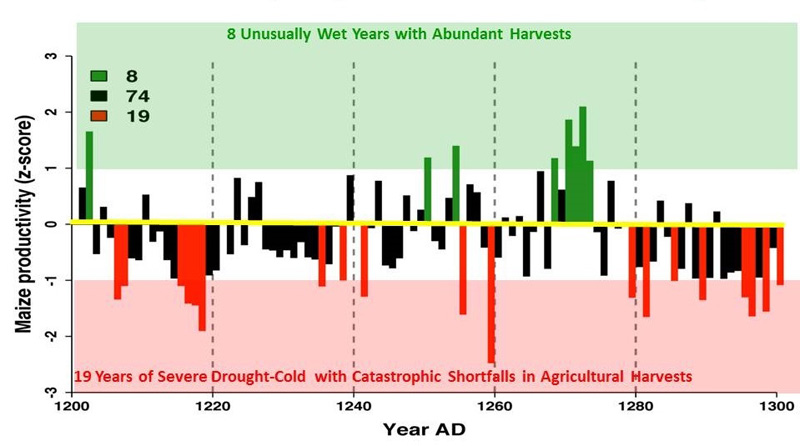 8 Unusually Wet Years with Abundant Harvests
3
8
74
19
2
1
0
-1
-2
-3
Maize productivity (z-score)
19 Years of Severe Drought-Cold with Catastrophic Shortfalls in Agricultural Harvests
1200 1220 1240 1260 1280 1300
Year AD